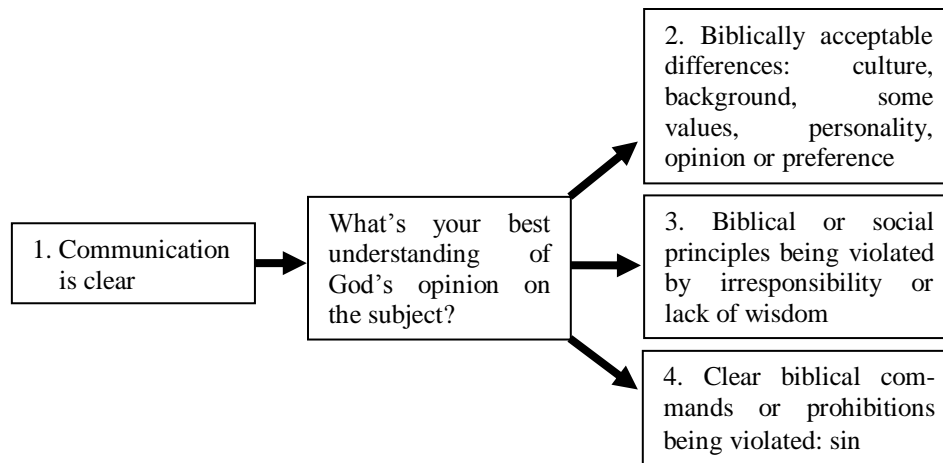 1. Communication
is clear
What's your best
understanding of
God's opinion on
the subject?
2. Biblically acceptable
differences: culture,
background, some
values, personality,
opinion or preference
3. Biblical or social
principles being violated
by irresponsibility or
lack of wisdom
4. Clear biblical com-
mands or prohibitions
being violated: sin